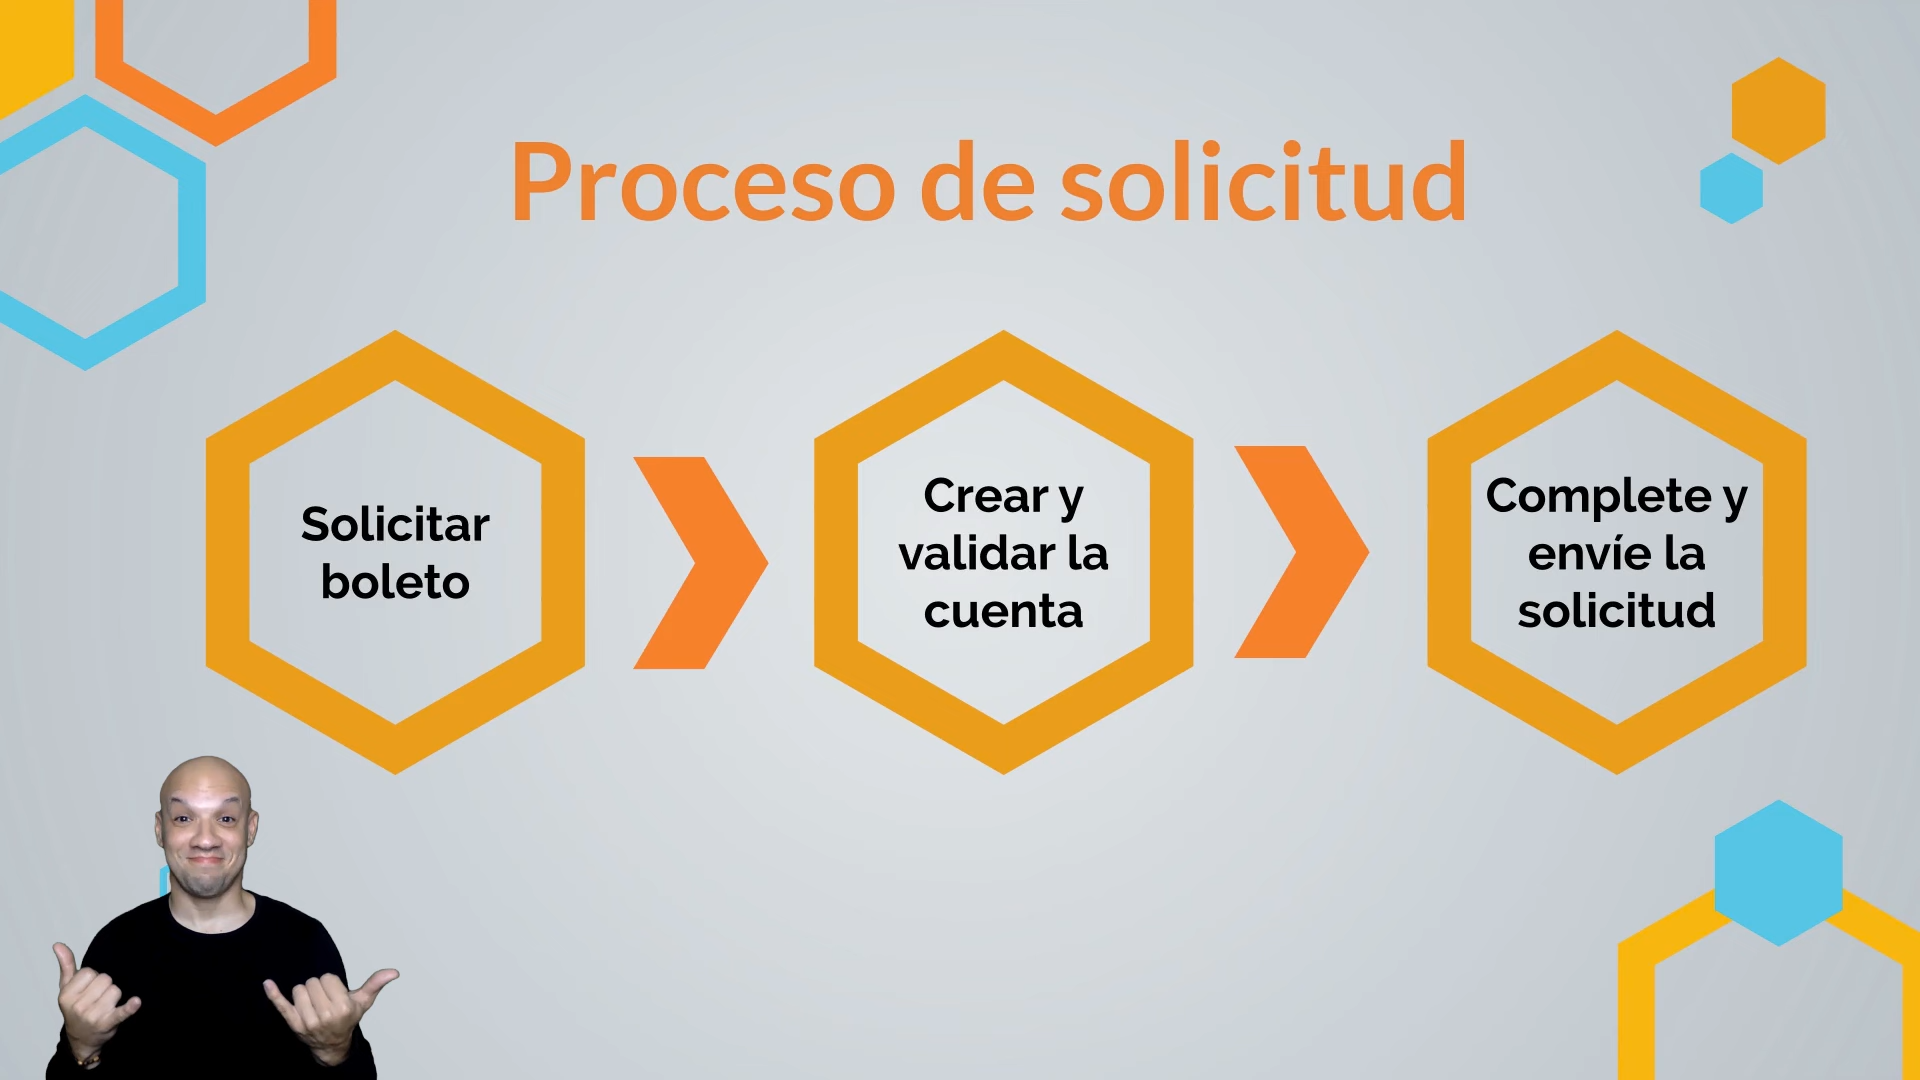 Proceso de solicitud
Solicitar
boleto
Crear y
validar la
cuenta
Complete y
envíe la
solicitud